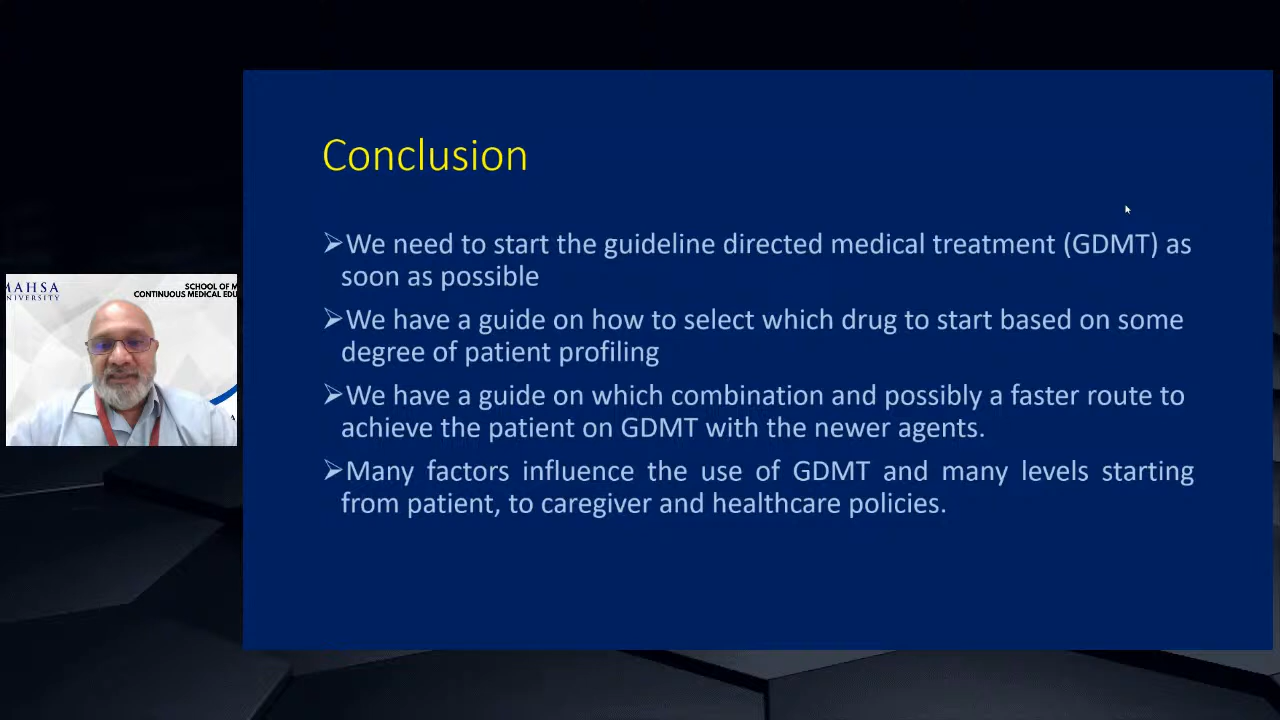 Conclusion
➢We need to start the guideline directed medical treatment (GDMT) as
soon as possible
➢We have a guide on how to select which drug to start based on some
degree of patient profiling
➢We have a guide on which combination and possibly a faster route to
achieve the patient on GDMT with the newer agents.
➢Many factors influence the use of GDMT and many levels starting
from patient, to caregiver and healthcare policies.
MAHSA
UNIVERSITY
SCHOOL OF M
CONTINUOUS MEDICAL EDU